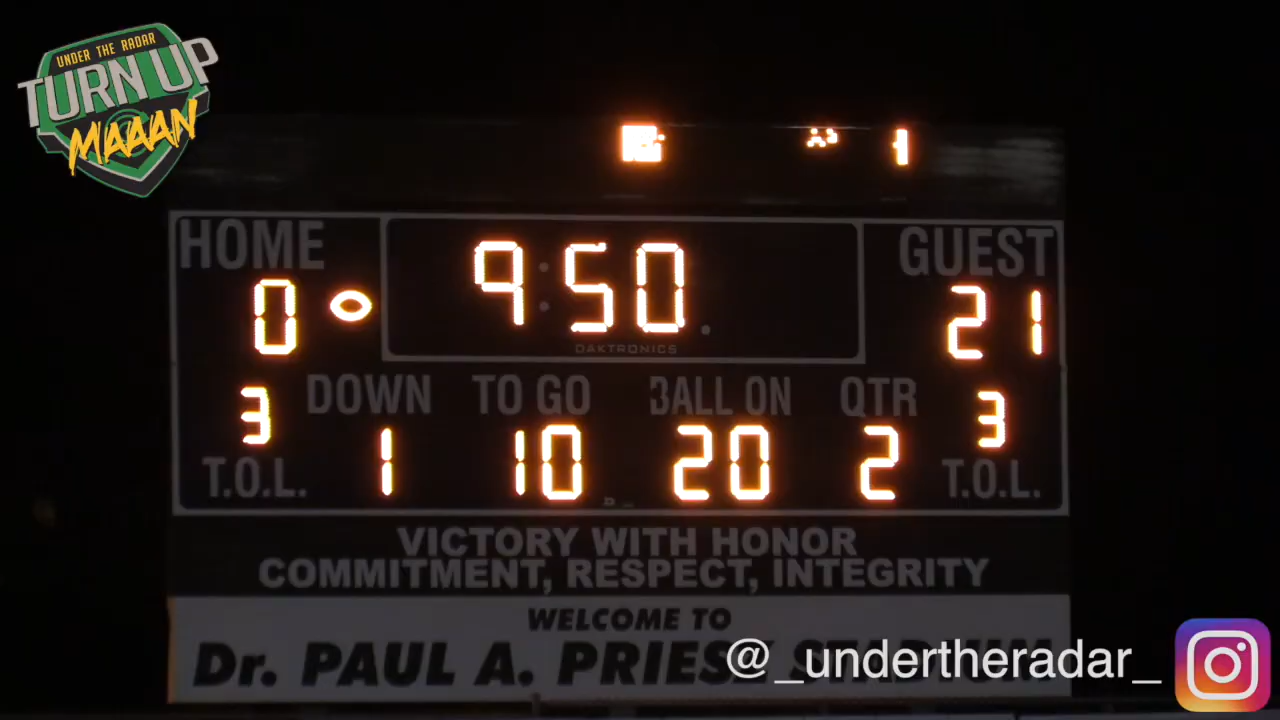 UNDER THE RADAR
TURN UP
MAAAN
HOME
GUEST
9:50
0
21
DAKTRONICS
DOWN TO GO BALL ON QTR
3
3
1 10 20 2
T.O.L.
T.O.L.
VICTORY WITH HONOR
COMMITMENT, RESPECT, INTEGRITY
WELCOME TO
Dr. PAUL A.
@_undertheradar_